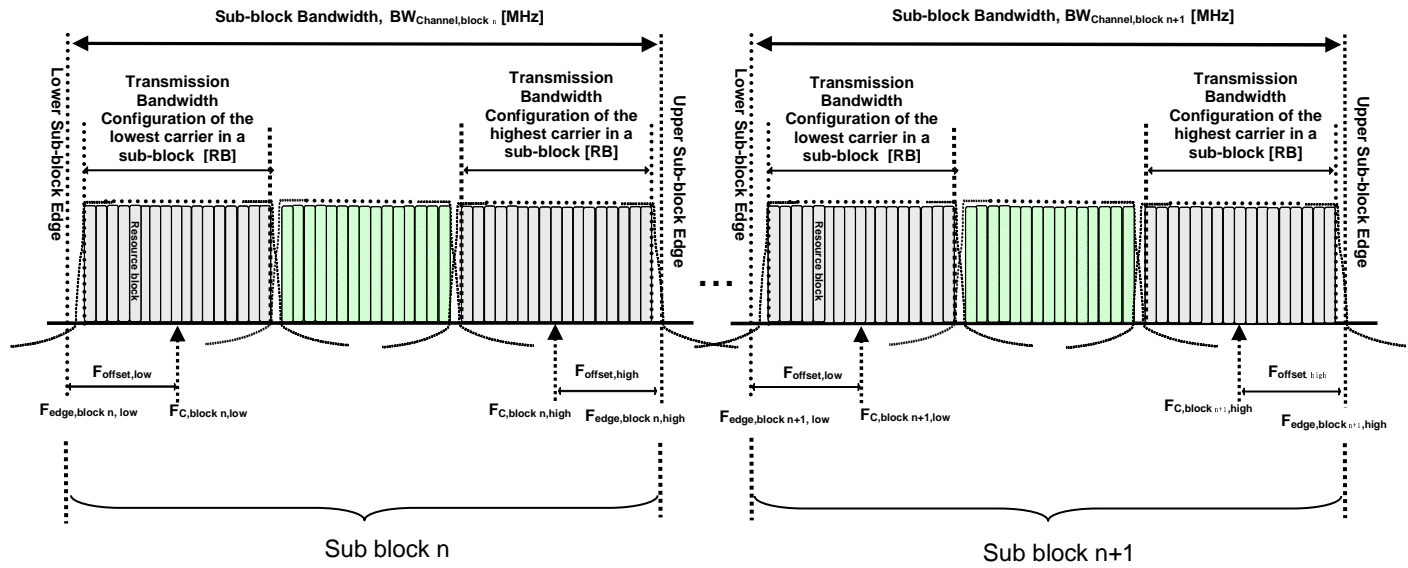 Sub-block Bandwidth, BWChannel,block n [MHz]
Sub-block Bandwidth, BWChannel,block n+1 [MHz]
Lower Sub-block Edge
Transmission
Bandwidth
Configuration of the
lowest carrier in a
sub-block [RB]
Transmission
Bandwidth
Configuration of the
highest carrier in a
sub-block [RB]
Upper Sub-block Edge
Lower Sub-block Edge
Transmission
Bandwidth
Configuration of the
lowest carrier in a
sub-block [RB]
Transmission
Bandwidth
Configuration of the
highest carrier in a
sub-block [RB]
Upper Sub-block Edge
Resource block
...
Resource block
Foffset,low
Foffset,high
Foffset,low
Foffset,high
Fedge,block n, low
FC,block n,low
FC,block n,high
Fedge,block n,high
Fedge,block n+1, low
FC,block n+1,low
FC,block n+1,high
Fedge,block n+1,high
Sub block n
Sub block n+1